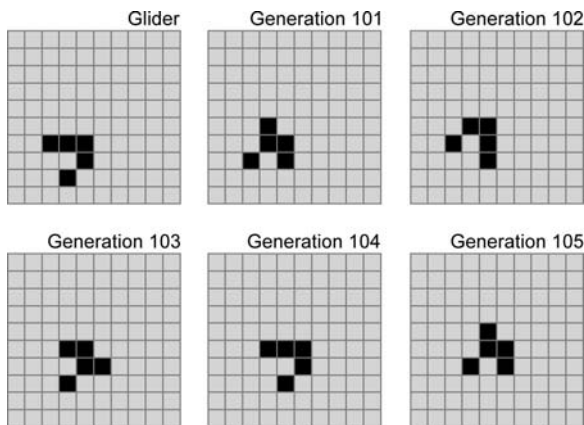 Glider
Generation 101
Generation 102
Generation 103
Generation 104
Generation 105